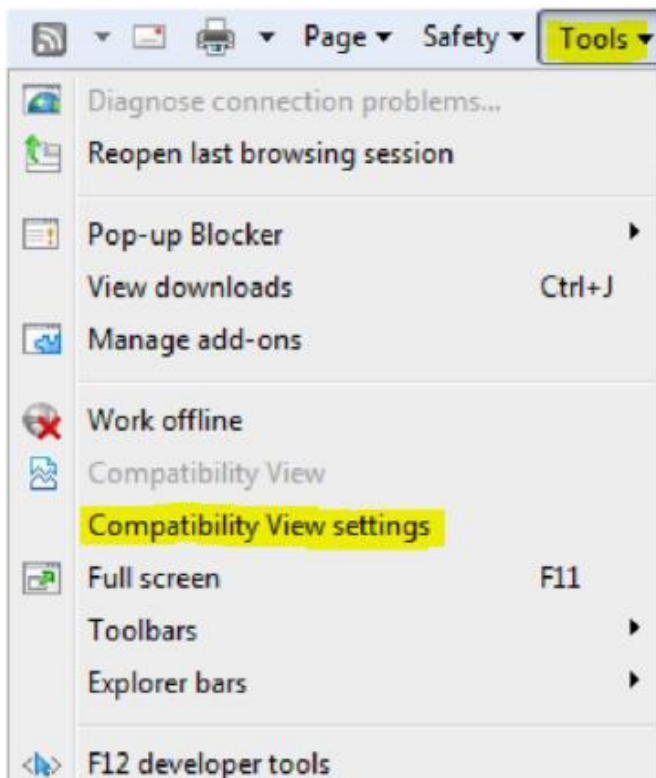 Page Safety Tools
Diagnose connection problems...
Reopen last browsing session
Pop-up Blocker
View downloads Ctrl+J
Manage add-ons
Work offline
Compatibility View
Compatibility View settings
Full screen F11
Toolbars
Explorer bars
F12 developer tools